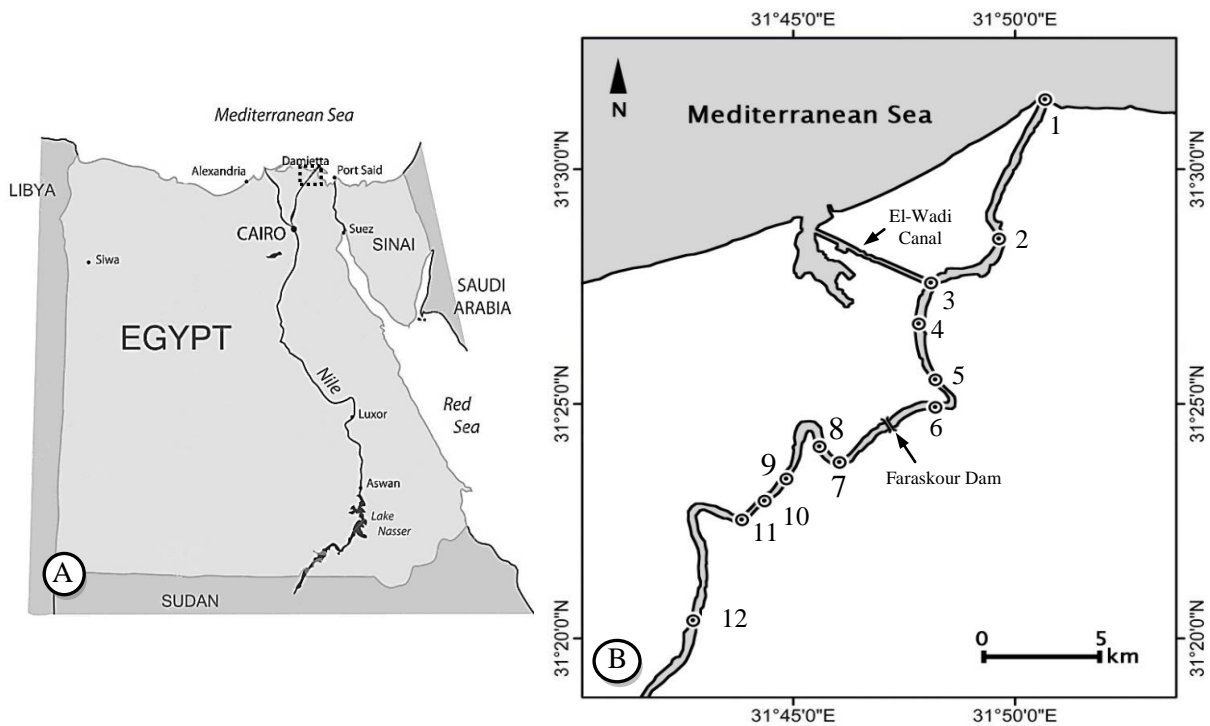 Mediterranean Sea
Alexandria
Damietta
Port Said
LIBYA
CAIRO
Suez
SINAI
Siwa
SAUDI
ARABIA
EGYPT
Nile
Red
Sea
Luxor
Aswan
Lake
Nasser
A
SUDAN
31°45'0"E
31°50'0"E
N
Mediterranean Sea
1
31°30'0"N
31°30'0"N
El-Wadi
Canal
2
3
4
5
31°25'0"N
31°25'0"N
6
8
7
Faraskour Dam
9
10
11
12
31°20'0"N
31°20'0"N
B
0
5
km
31°45'0"E
31°50'0"E